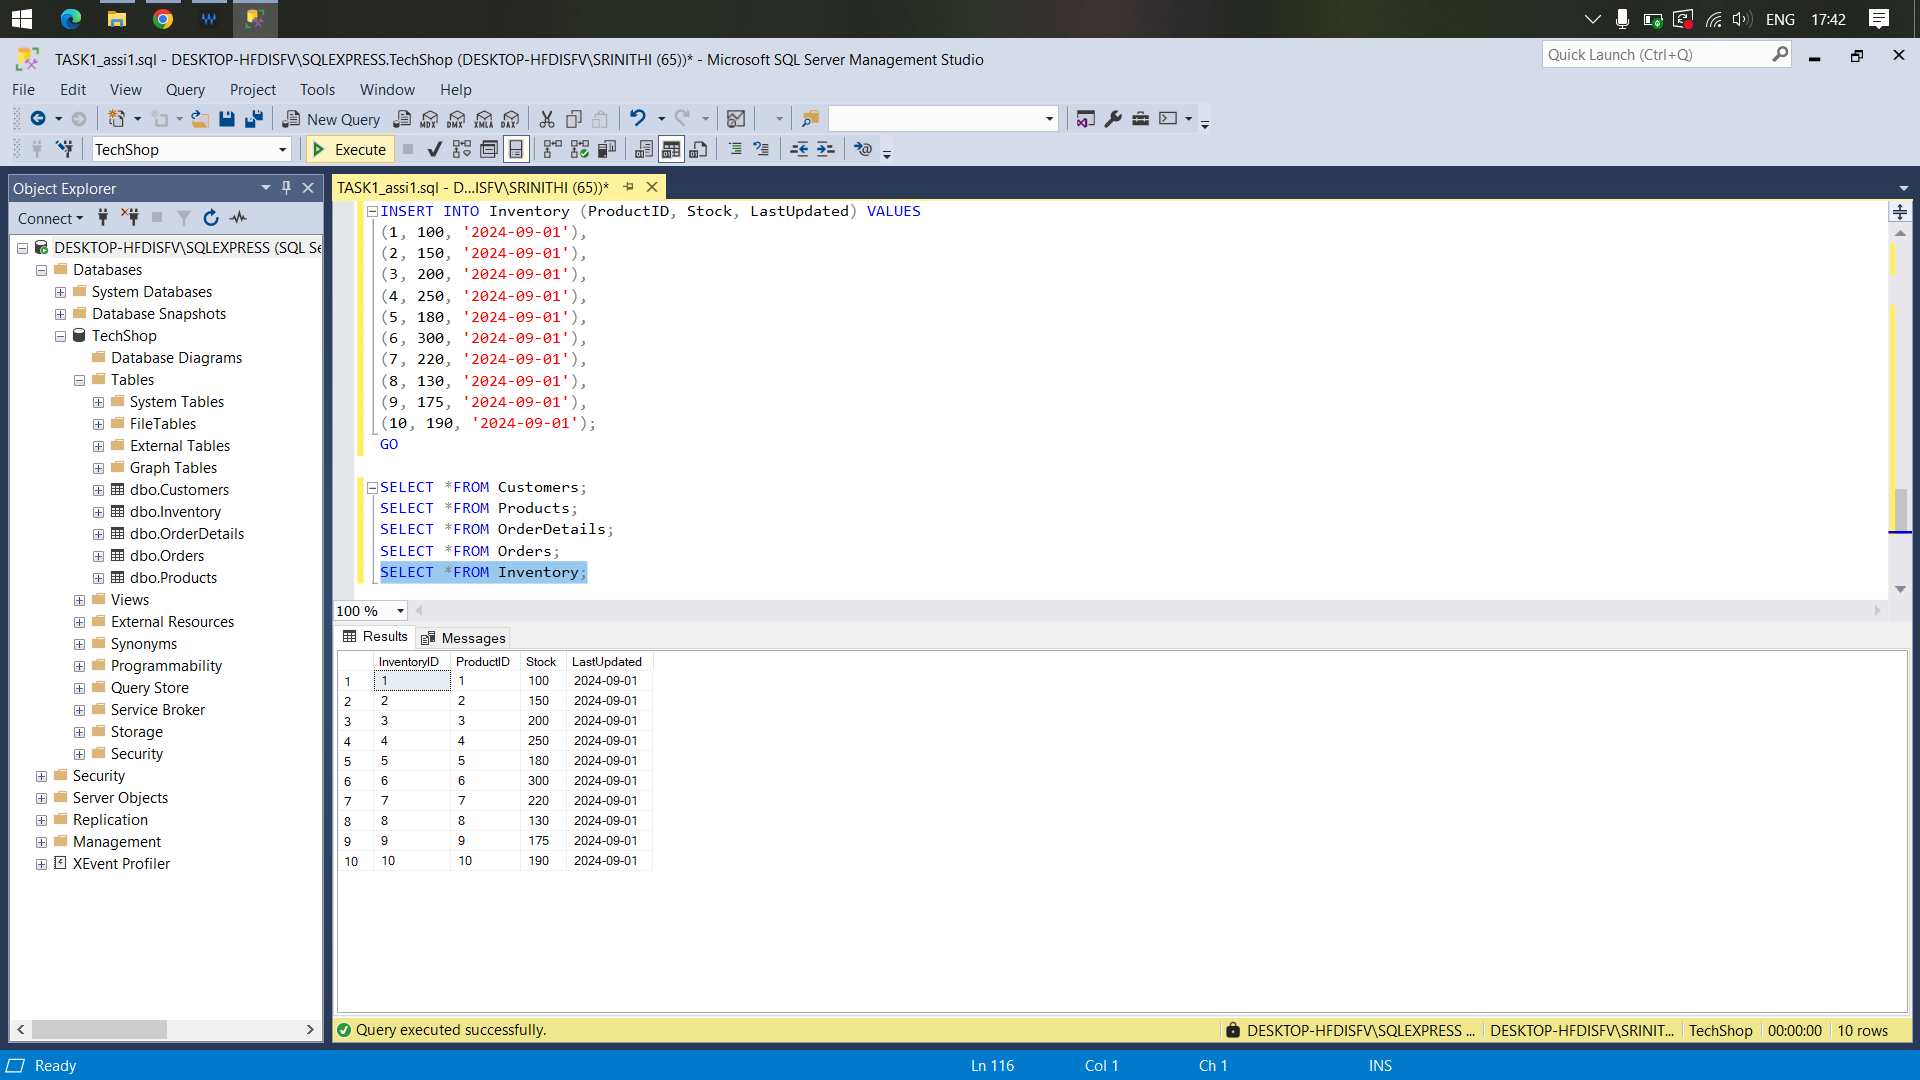 ENG 17:42
TASK1_assi1.sql - DESKTOP-HFDISFV\SQLEXPRESS.TechShop (DESKTOP-HFDISFV\SRINITHI (65))* - Microsoft SQL Server Management Studio
Quick Launch (Ctrl+Q)
File Edit View Query Project Tools Window Help
New Query MDX DMX XMLA DAX
TechShop Execute
Object Explorer
Connect
DESKTOP-HFDISFV\SQLEXPRESS (SQL Se
Databases
System Databases
Database Snapshots
TechShop
Database Diagrams
Tables
System Tables
FileTables
External Tables
Graph Tables
dbo.Customers
dbo.Inventory
dbo.OrderDetails
dbo.Orders
dbo.Products
Views
External Resources
Synonyms
Programmability
Query Store
Service Broker
Storage
Security
Security
Server Objects
Replication
Management
XEvent Profiler
TASK1_assi1.sql - D...ISFV\SRINITHI (65))*
INSERT INTO Inventory (ProductID, Stock, LastUpdated) VALUES
(1, 100, '2024-09-01'),
(2, 150, '2024-09-01'),
(3, 200, '2024-09-01'),
(4, 250, '2024-09-01'),
(5, 180, '2024-09-01'),
(6, 300, '2024-09-01'),
(7, 220, '2024-09-01'),
(8, 130, '2024-09-01'),
(9, 175, '2024-09-01'),
(10, 190, '2024-09-01');
GO
SELECT *FROM Customers;
SELECT *FROM Products;
SELECT *FROM OrderDetails;
SELECT *FROM Orders;
SELECT *FROM Inventory;
100 %
Results Messages
InventoryID ProductID Stock LastUpdated
1 1 1 100 2024-09-01
2 2 2 150 2024-09-01
3 3 3 200 2024-09-01
4 4 4 250 2024-09-01
5 5 5 180 2024-09-01
6 6 6 300 2024-09-01
7 7 7 220 2024-09-01
8 8 8 130 2024-09-01
9 9 9 175 2024-09-01
10 10 10 190 2024-09-01
Query executed successfully. DESKTOP-HFDISFV\SQLEXPRESS ... DESKTOP-HFDISFV\SRINIT... TechShop 00:00:00 10 rows
Ready Ln 116 Col 1 Ch 1 INS